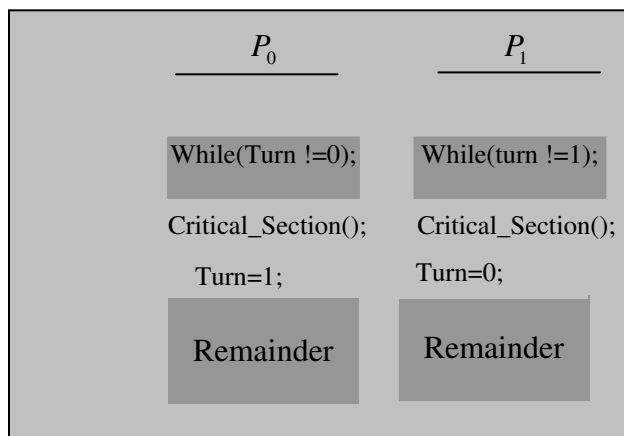 P0 P1
While(Turn !=0); While(turn !=1);
Critical_Section(); Critical_Section();
Turn=1; Turn=0;
Remainder Remainder